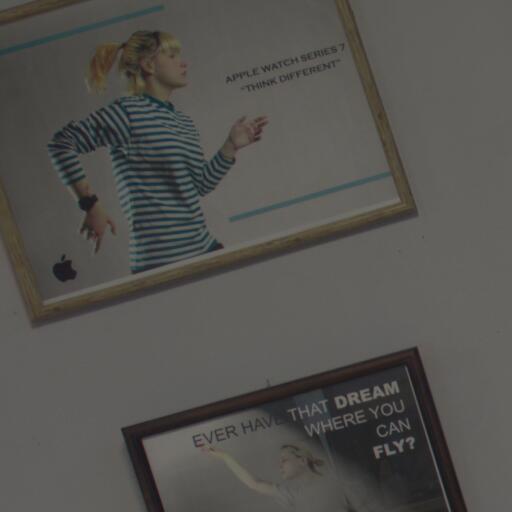 APPLE WATCH SERIES 7
"THINK DIFFERENT"
EVER HAVE THAT DREAM
WHERE YOU
CAN
FLY?